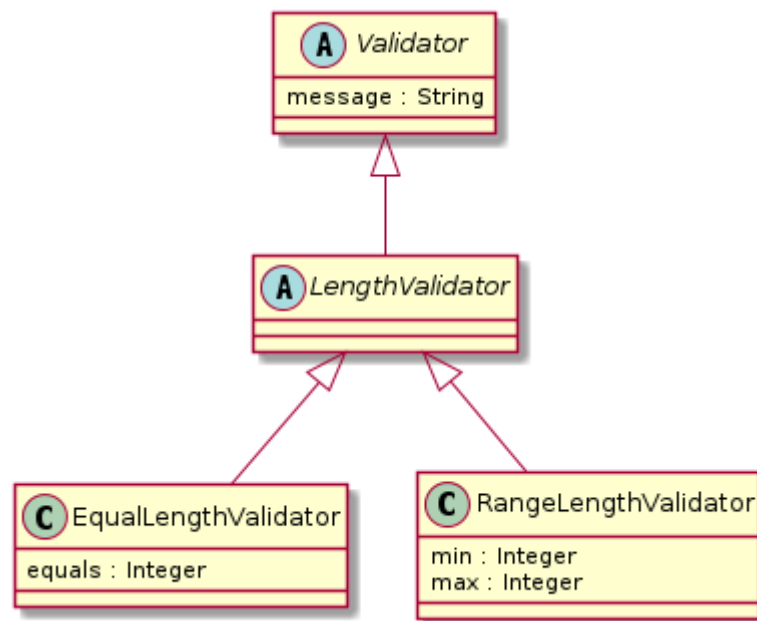 A Validator
message : String
A LengthValidator
C EqualLengthValidator
equals : Integer
C RangeLengthValidator
min : Integer
max : Integer